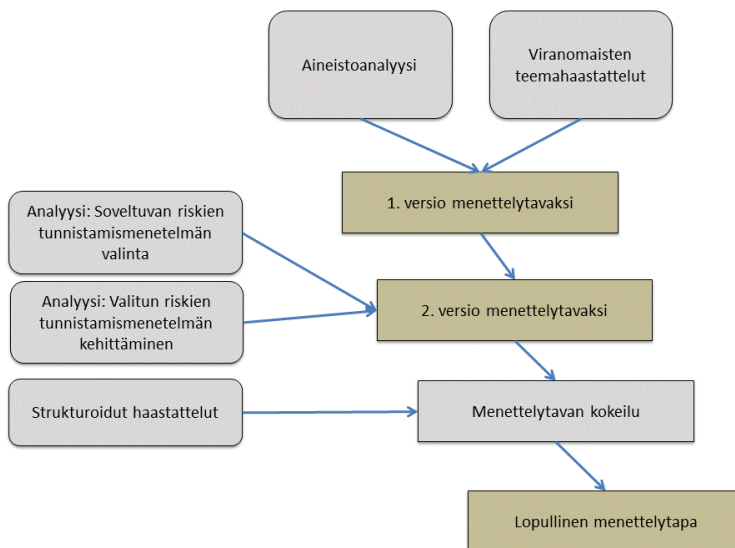 Aineistoanalyysi
Viranomaisten
teemahaastattelut
1. versio menettelytavaksi
Analyysi: Soveltuvan riskien
tunnistamismenetelmän
valinta
Analyysi: Valitun riskien
tunnistamismenetelmän
kehittäminen
2. versio menettelytavaksi
Strukturoidut haastattelut
Menettelytavan kokeilu
Lopullinen menettelytapa